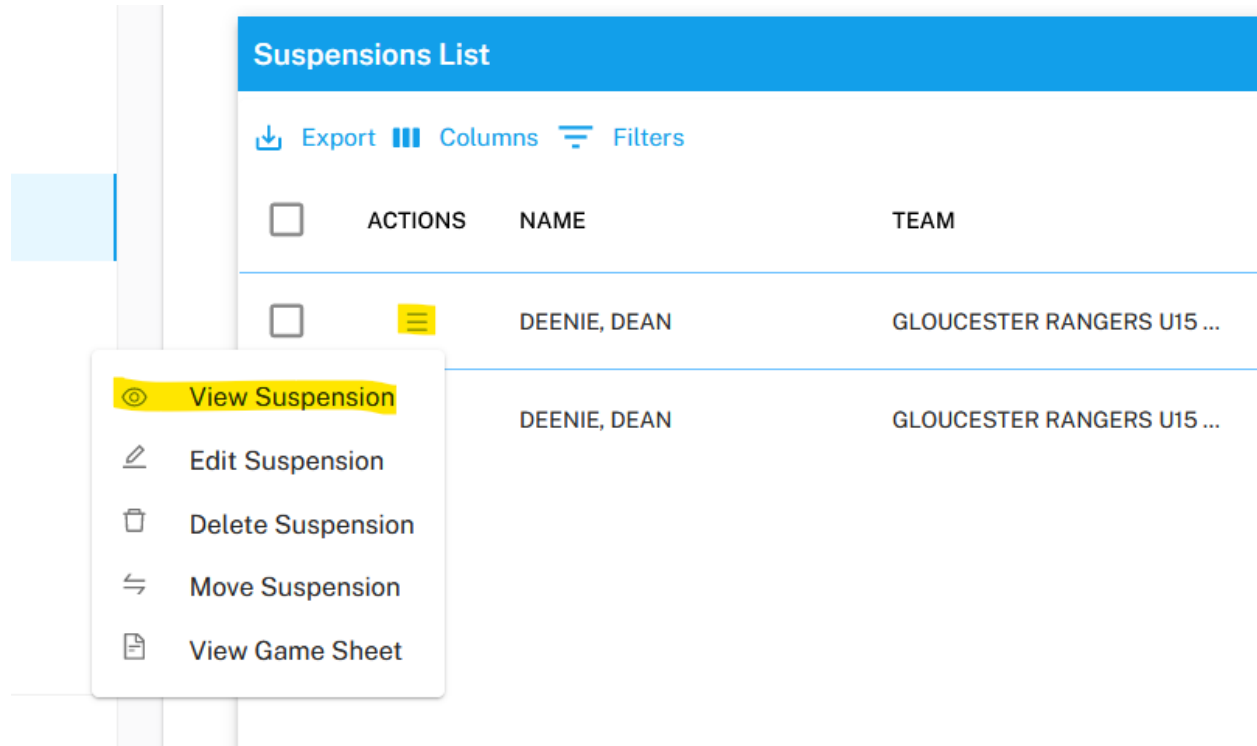 Suspensions List
Export Columns Filters
ACTIONS NAME TEAM
DEENIE, DEAN GLOUCESTER RANGERS U15 ...
View Suspension
DEENIE, DEAN GLOUCESTER RANGERS U15 ...
Edit Suspension
Delete Suspension
Move Suspension
View Game Sheet